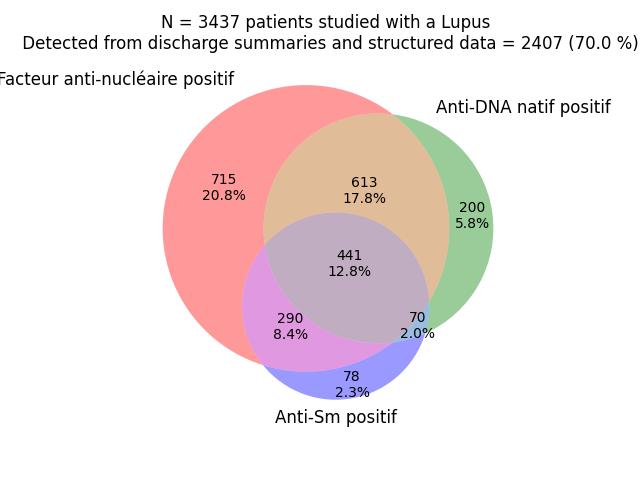 N = 3437 patients studied with a Lupus
Detected from discharge summaries and structured data = 2407 (70.0 %)
Facteur anti-nucléaire positif
Anti-DNA natif positif
715
20.8%
613
17.8%
200
5.8%
441
12.8%
290
8.4%
70
2.0%
78
2.3%
Anti-Sm positif